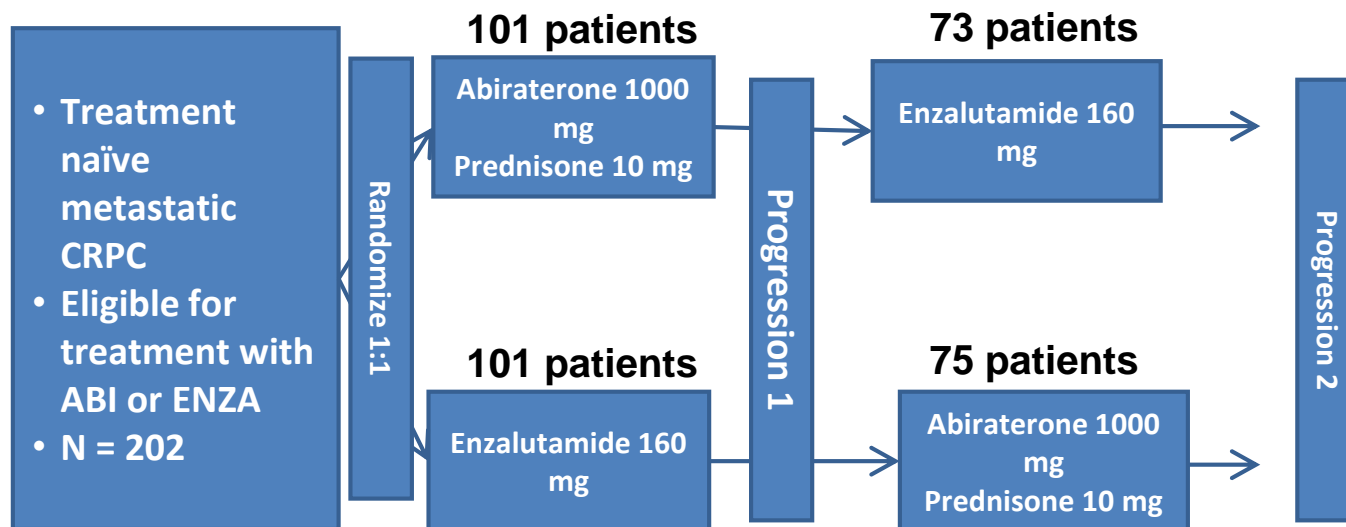 • Treatment
naïve
metastatic
CRPC
• Eligible for
treatment with
ABI or ENZA
• N = 202
Randomize 1:1
101 patients
Abiraterone 1000
mg
Prednisone 10 mg
101 patients
Enzalutamide 160
mg
Progression 1
73 patients
Enzalutamide 160
mg
75 patients
Abiraterone 1000
mg
Prednisone 10 mg
Progression 2